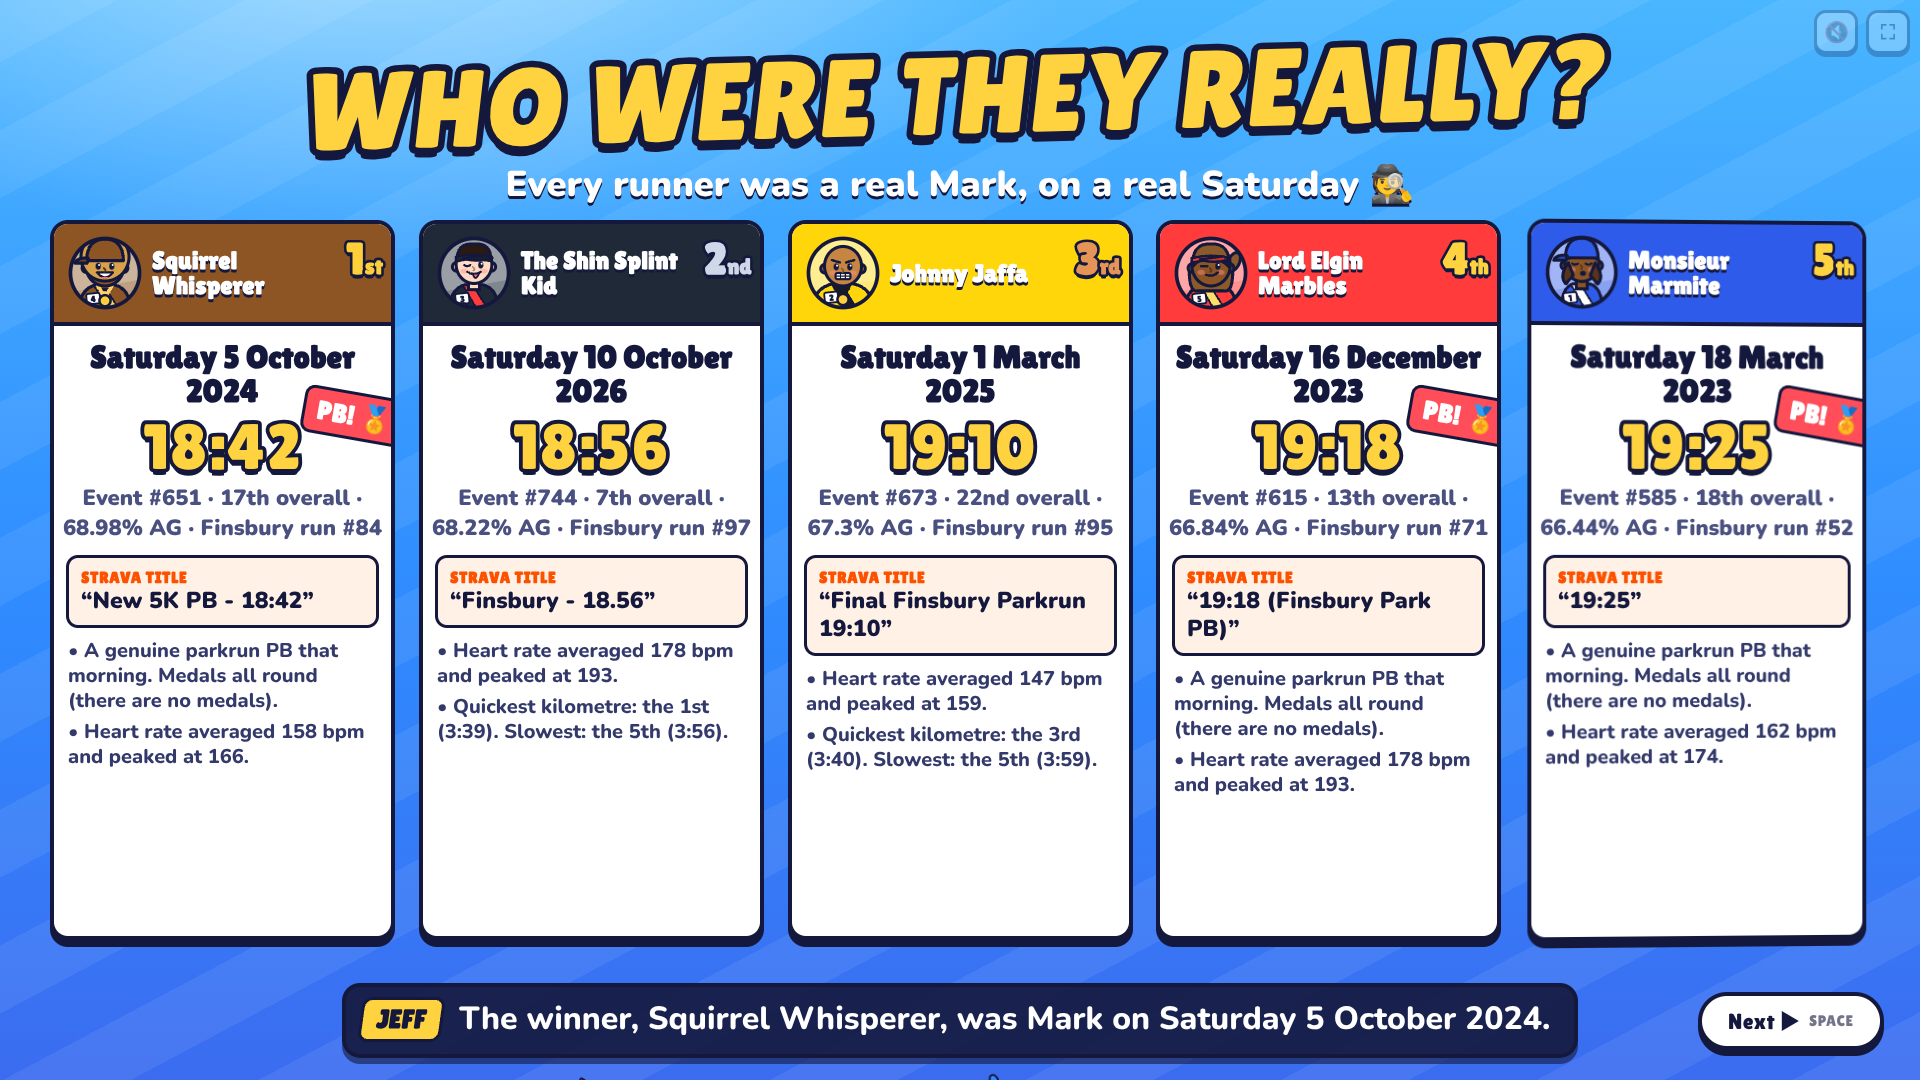 WHO WERE THEY REALLY?
Every runner was a real Mark, on a real Saturday
Squirrel
Whisperer
1st
Saturday 5 October
2024
PB!
18:42
Event #651 · 17th overall ·
68.98% AG · Finsbury run #84
STRAVA TITLE
“New 5K PB - 18:42”
• A genuine parkrun PB that
morning. Medals all round
(there are no medals).
• Heart rate averaged 158 bpm
and peaked at 166.
The Shin Splint
Kid
2nd
Saturday 10 October
2026
18:56
Event #744 · 7th overall ·
68.22% AG · Finsbury run #97
STRAVA TITLE
“Finsbury - 18.56”
• Heart rate averaged 178 bpm
and peaked at 193.
• Quickest kilometre: the 1st
(3:39). Slowest: the 5th (3:56).
Johnny Jaffa
3rd
Saturday 1 March
2025
19:10
Event #673 · 22nd overall ·
67.3% AG · Finsbury run #95
STRAVA TITLE
“Final Finsbury Parkrun
19:10”
• Heart rate averaged 147 bpm
and peaked at 159.
• Quickest kilometre: the 3rd
(3:40). Slowest: the 5th (3:59).
Lord Elgin
Marbles
4th
Saturday 16 December
2023
PB!
19:18
Event #615 · 13th overall ·
66.84% AG · Finsbury run #71
STRAVA TITLE
“19:18 (Finsbury Park
PB)”
• A genuine parkrun PB that
morning. Medals all round
(there are no medals).
• Heart rate averaged 178 bpm
and peaked at 193.
Monsieur
Marmite
5th
Saturday 18 March
2023
PB!
19:25
Event #585 · 18th overall ·
66.44% AG · Finsbury run #52
STRAVA TITLE
“19:25”
• A genuine parkrun PB that
morning. Medals all round
(there are no medals).
• Heart rate averaged 162 bpm
and peaked at 174.
JEFF
The winner, Squirrel Whisperer, was Mark on Saturday 5 October 2024.
Next ▶ SPACE